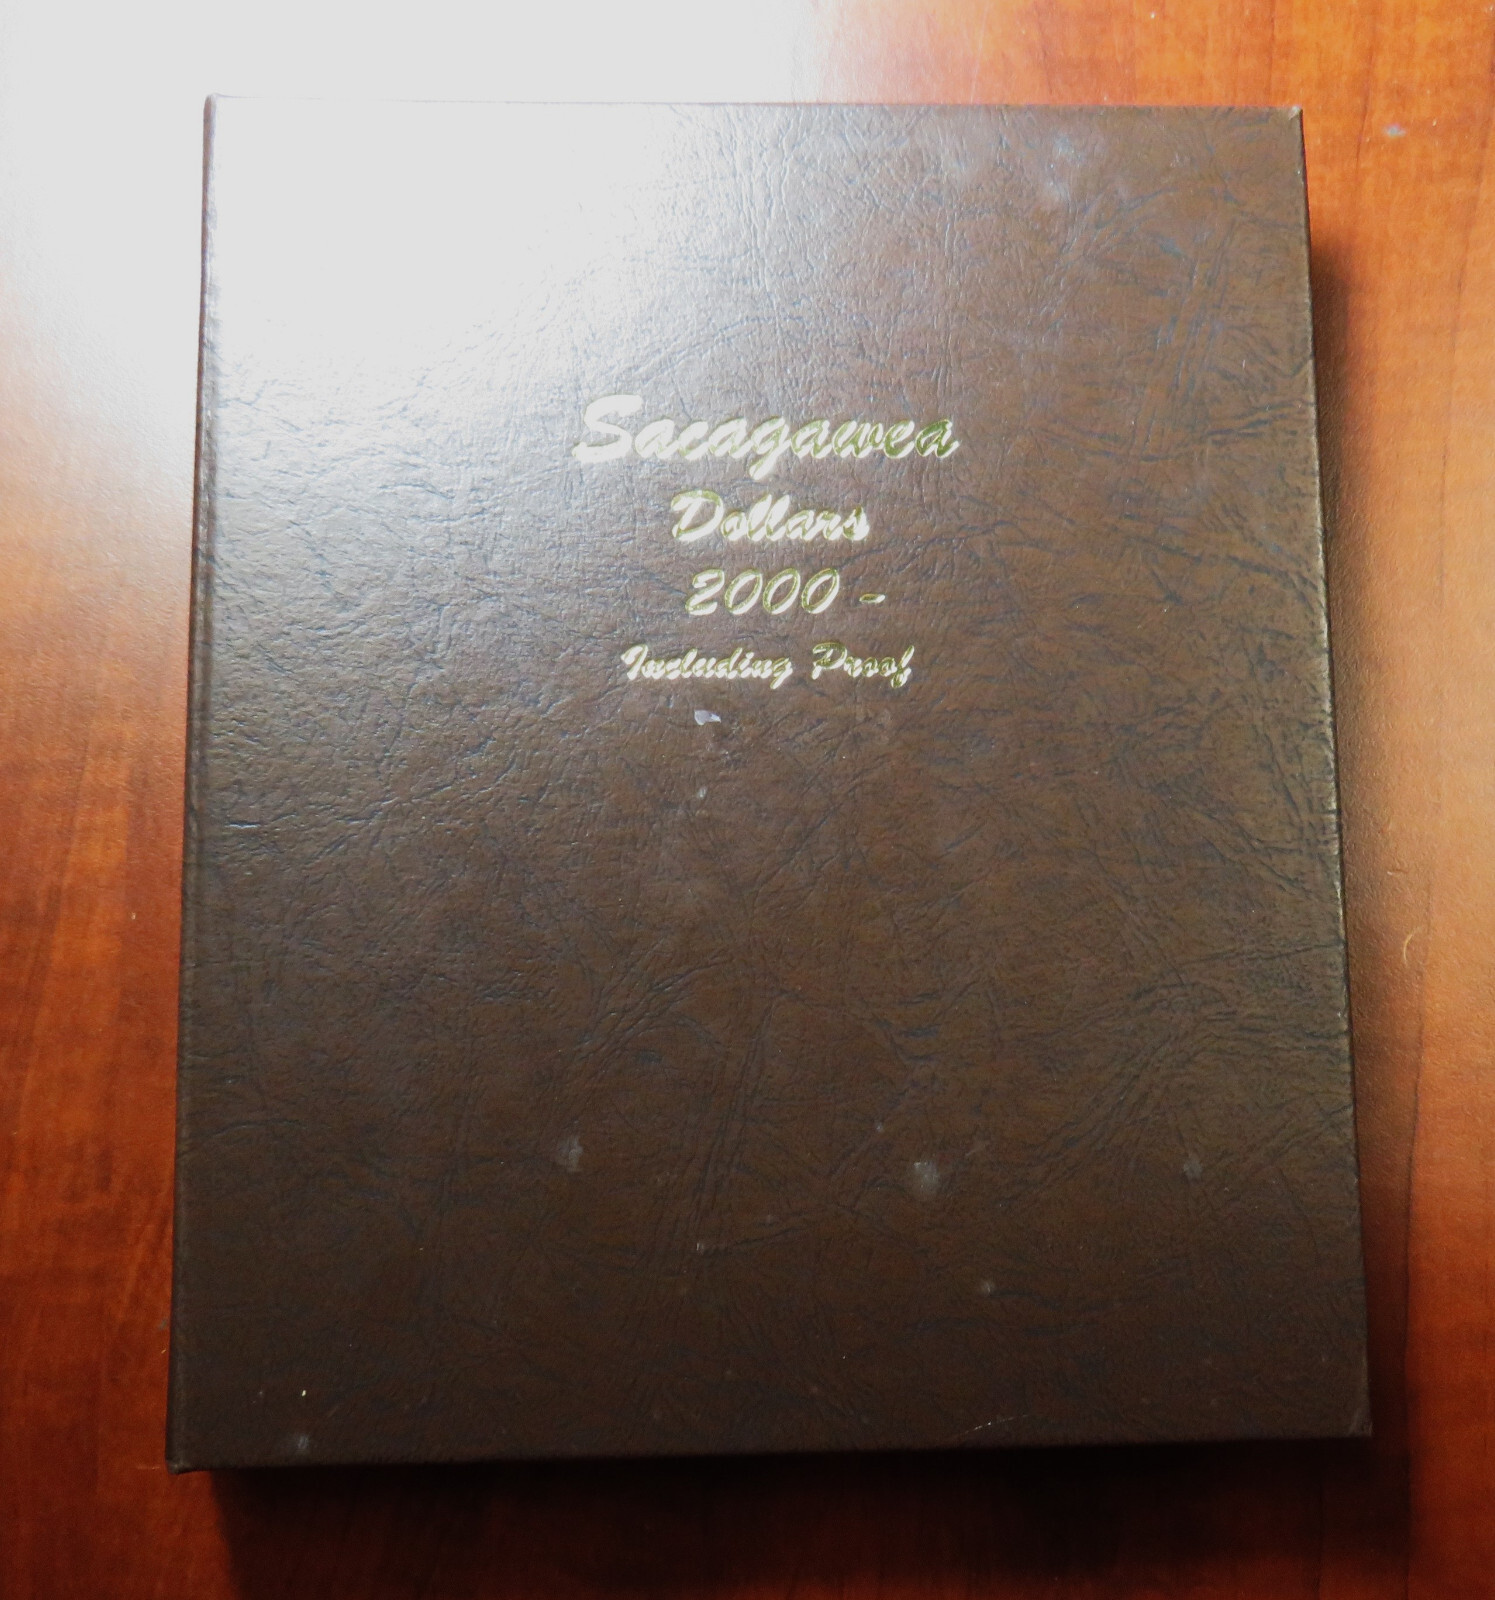 Sacagawea
Dollars
2000 -
Including Proof